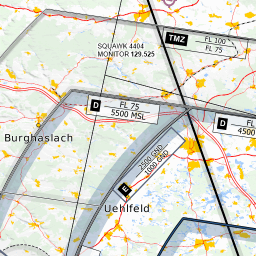 SQUAWK 4404
MONITOR 129.525
TMZ
FL 100
FL 75
D
FL 75
5500 MSL
D
FL
4500
Burghaslach
2500 GND
1000 GND
E
Uehlfeld